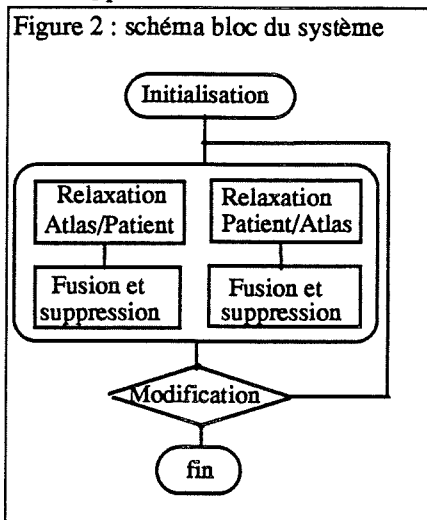 Figure 2 : schéma bloc du système
Initialisation
Relaxation
Atlas/Patient
Relaxation
Patient/Atlas
Fusion et
suppression
Fusion et
suppression
Modification
fin